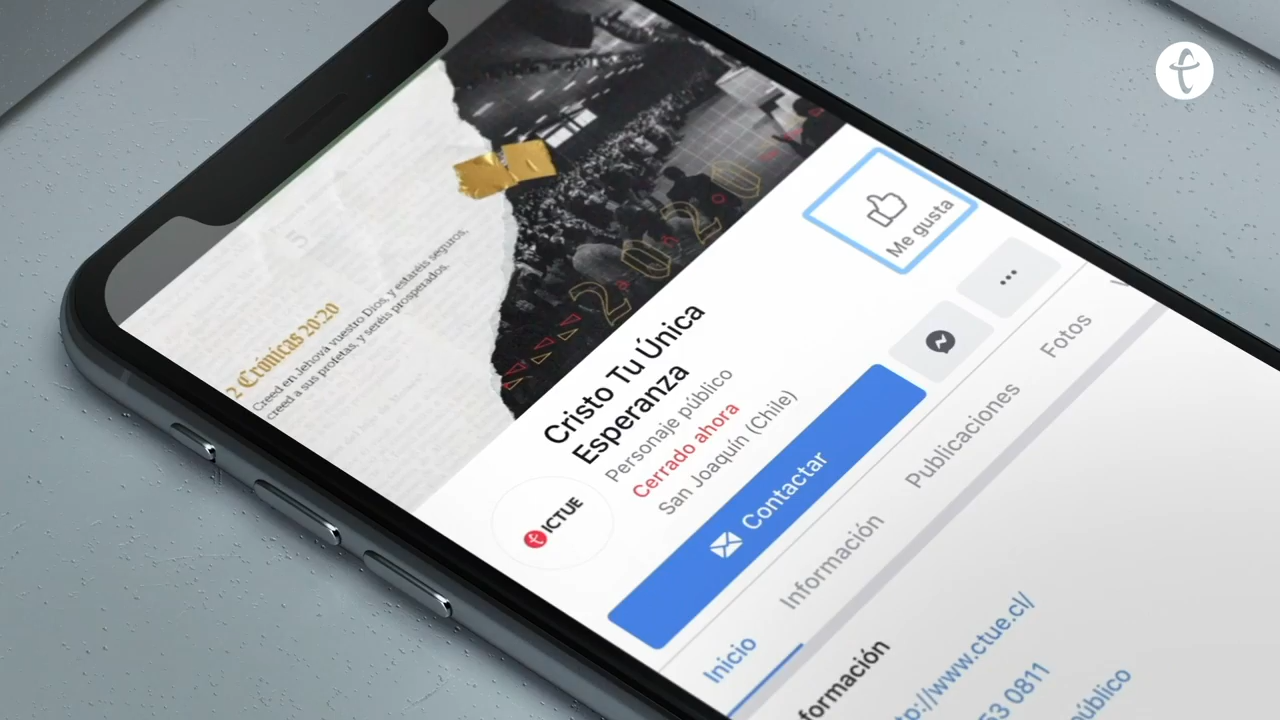 2 Crónicas 20:20
Creed en Jehová vuestro Dios, y estaréis seguros,
creed a sus profetas, y seréis prosperados.
2020
Me gusta
Cristo Tu Única
Esperanza
Personaje público
Cerrado ahora
San Joaquín (Chile)
ICTUE
Contactar
Inicio
Información
Publicaciones
Fotos
formación
tp://www.ctue.cl/
53 0811
público